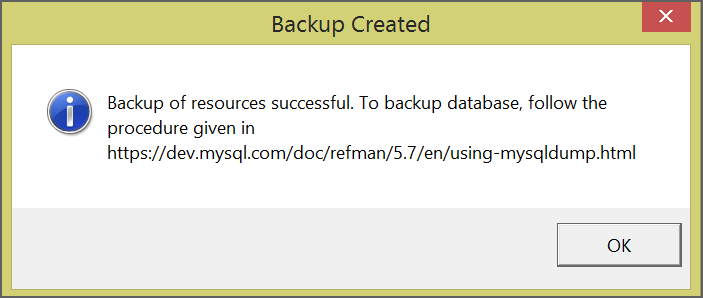 Backup Created
Backup of resources successful. To backup database, follow the
procedure given in
https://dev.mysql.com/doc/refman/5.7/en/using-mysqldump.html
OK